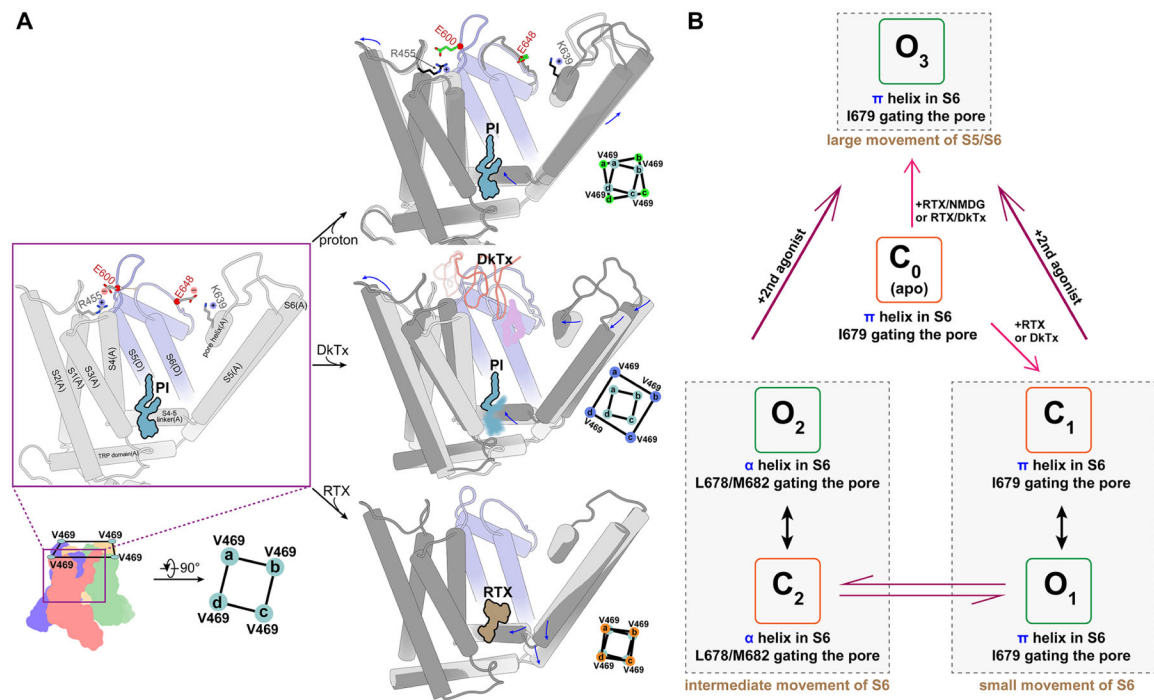 A
E600
E648
R455
K639
PI
V469
a
a
b
b
V469
d
c
V469
d
c
V469
proton
E600
E648
R455
K639
S6(A)
pore helix(A)
S2(A)
S1(A)
S3(A)
S4(A)
S5(D)
S6(D)
S5(A)
PI
S4-5
linker(A)
TRP domain(A)
DkTx
DkTx
PI
V469
a
V469
a
b
b
d
c
d
V469
c
V469
RTX
RTX
V469
V469
a
b
d
c
V469
V469
V469
V469
V469
V469
90°
V469
a
V469
b
d
c
V469
V469
B
O3
π helix in S6
I679 gating the pore
large movement of S5/S6
+RTX/NMDG
or RTX/DkTx
+2nd agonist
+2nd agonist
C0
(apo)
π helix in S6
I679 gating the pore
+RTX
or DkTx
O2
α helix in S6
L678/M682 gating the pore
C1
π helix in S6
I679 gating the pore
C2
α helix in S6
L678/M682 gating the pore
O1
π helix in S6
I679 gating the pore
intermediate movement of S6
small movement of S6